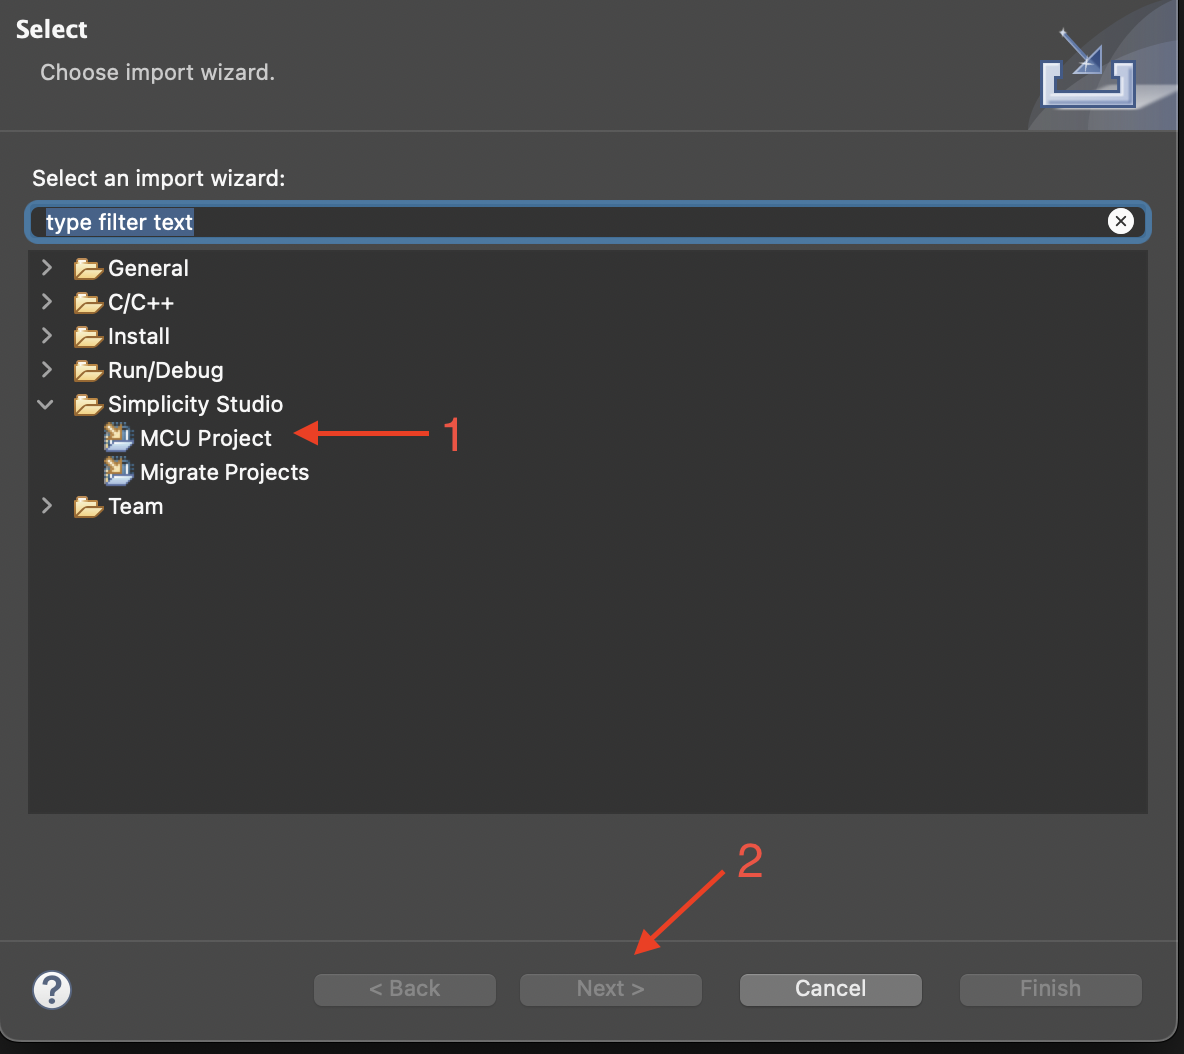 Select
Choose import wizard.
Select an import wizard:
type filter text
General
C/C++
Install
Run/Debug
Simplicity Studio
MCU Project
1
Migrate Projects
Team
2
?
< Back
Next >
Cancel
Finish